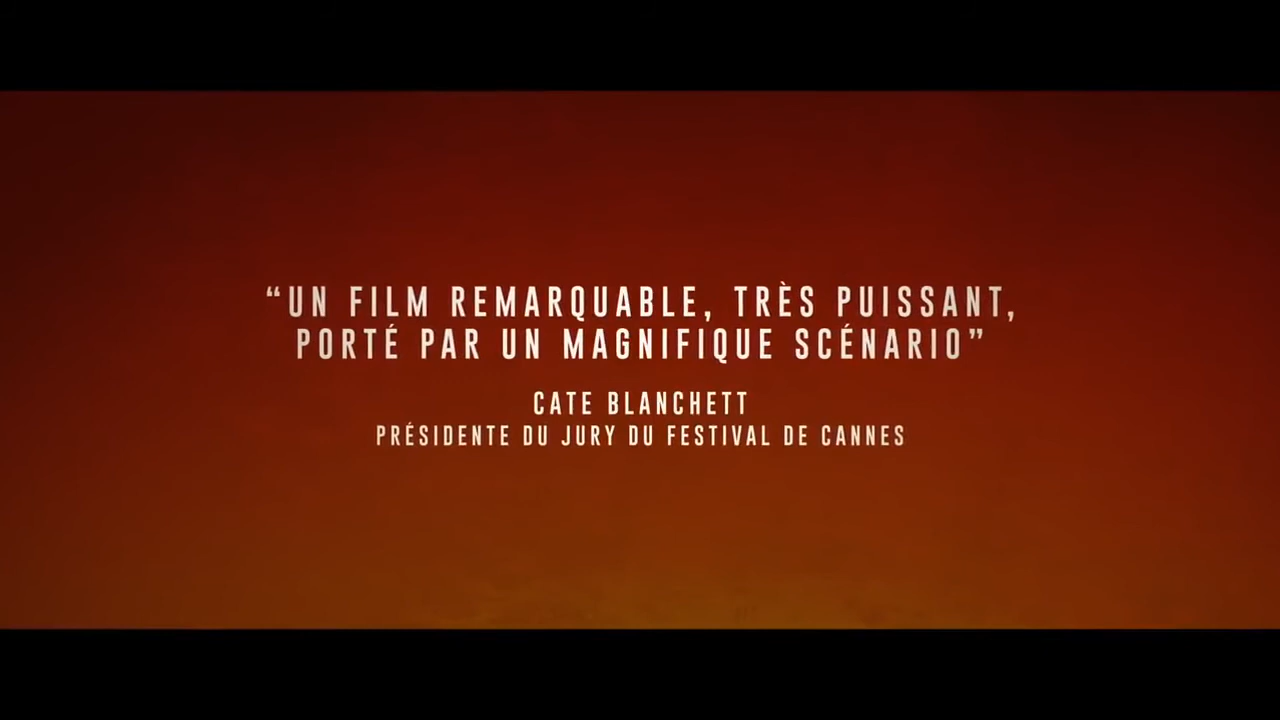 “UN FILM REMARQUABLE, TRÈS PUISSANT,
PORTÉ PAR UN MAGNIFIQUE SCÉNARIO”
CATE BLANCHETT
PRÉSIDENTE DU JURY DU FESTIVAL DE CANNES